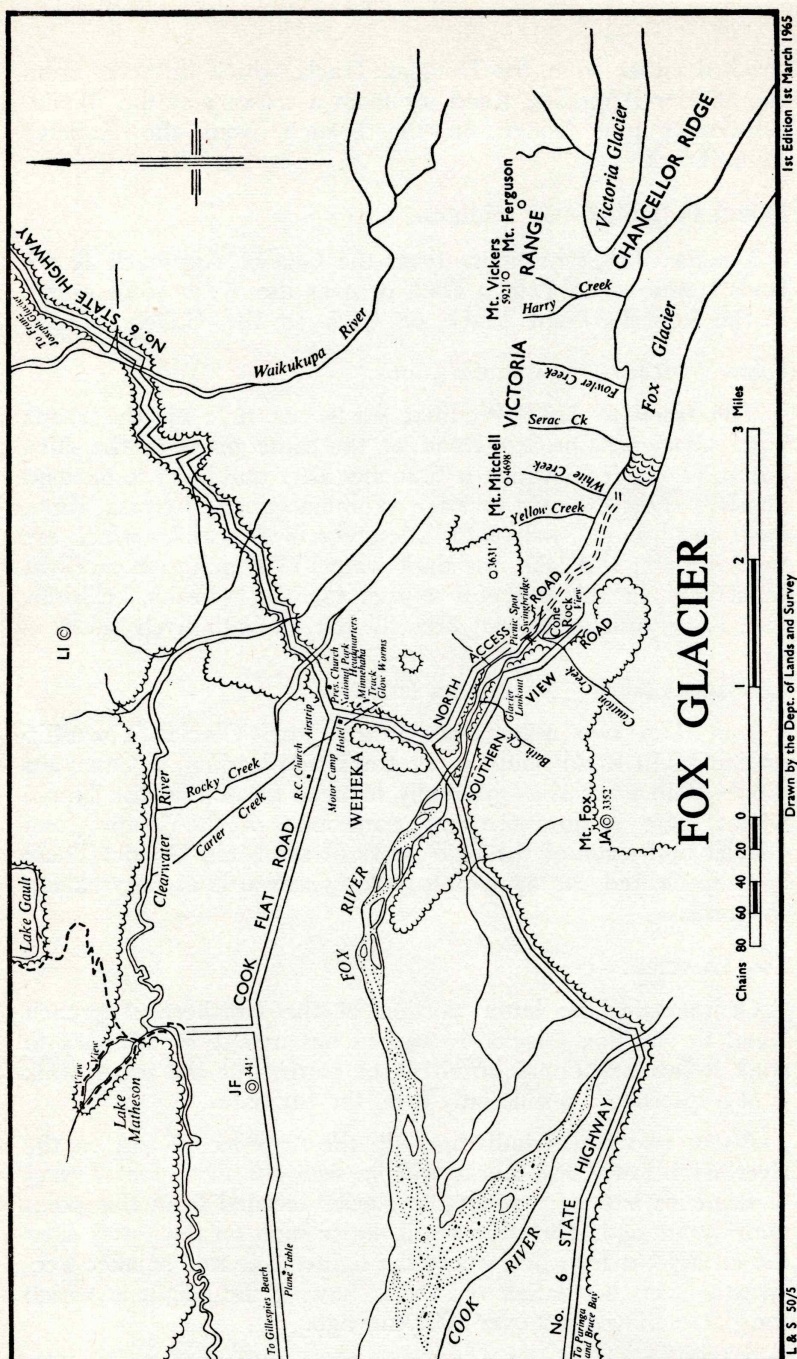 1st Edition 1st March 1965
Drawn by the Dept. of Lands and Survey
L & S 50/5
FOX GLACIER
Chains 80 60 40 20 0 1 2 3 Miles
No. 6 STATE HIGHWAY
To Franz
Joseph Glacier
Waikukupa River
LI
Lake Gault
Clearwater River
Rocky Creek
Carter Creek
View
View
Lake
Matheson
JF
341'
COOK FLAT ROAD
R.C. Church
Airstrip
Motor Camp
Hotel
WEHEKA
Pres. Church
National Park
Headquarters
Minnehaha
Track
Glow Worms
To Gillespies Beach
Plane Table
FOX RIVER
COOK RIVER
No. 6 STATE HIGHWAY
To Paringa
and Bruce Bay
NORTH ACCESS ROAD
SOUTHERN VIEW ROAD
Picnic Spot
Swingbridge
Cone
Rock
View
Glacier
Lookout
Bath Ck
Caution Creek
Mt. Fox
JA 3352'
3631'
Mt. Mitchell
4698'
Yellow Creek
White Creek
Serac Ck
Fowler Creek
Harry Creek
VICTORIA RANGE
Mt. Vickers
5921'
Mt. Ferguson
Victoria Glacier
CHANCELLOR RIDGE
Fox Glacier